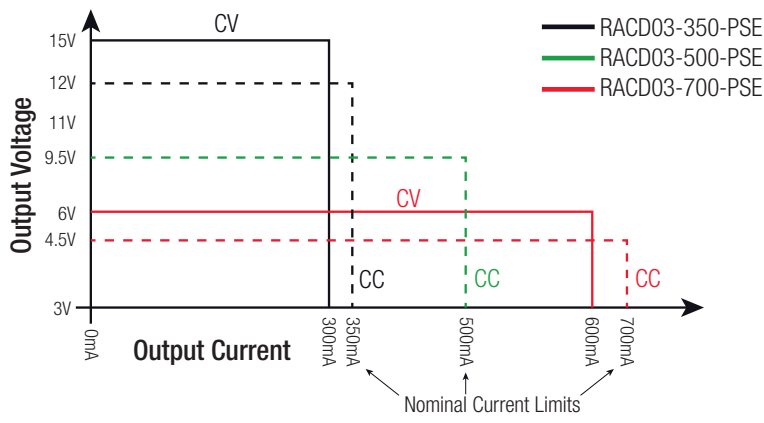 CV
RACD03-350-PSE
RACD03-500-PSE
RACD03-700-PSE
Output Voltage
15V
12V
11V
9.5V
6V
4.5V
3V
CV
CC
CC
CC
0mA
300mA
350mA
500mA
600mA
700mA
Output Current
Nominal Current Limits